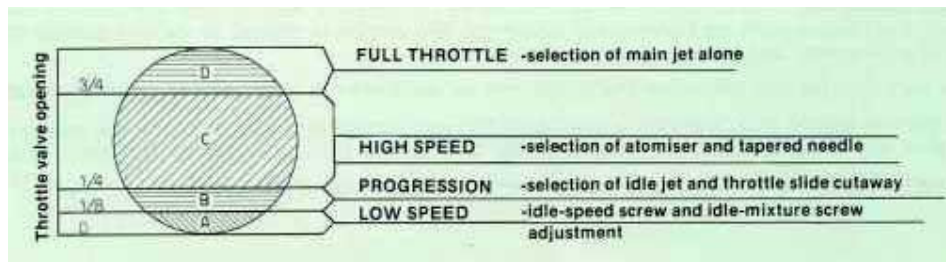 Throttle valve opening
3/4
1/4
1/8
0
D
C
B
A
FULL THROTTLE -selection of main jet alone
HIGH SPEED -selection of atomiser and tapered needle
PROGRESSION -selection of idle jet and throttle slide cutaway
LOW SPEED -idle-speed screw and idle-mixture screw
adjustment